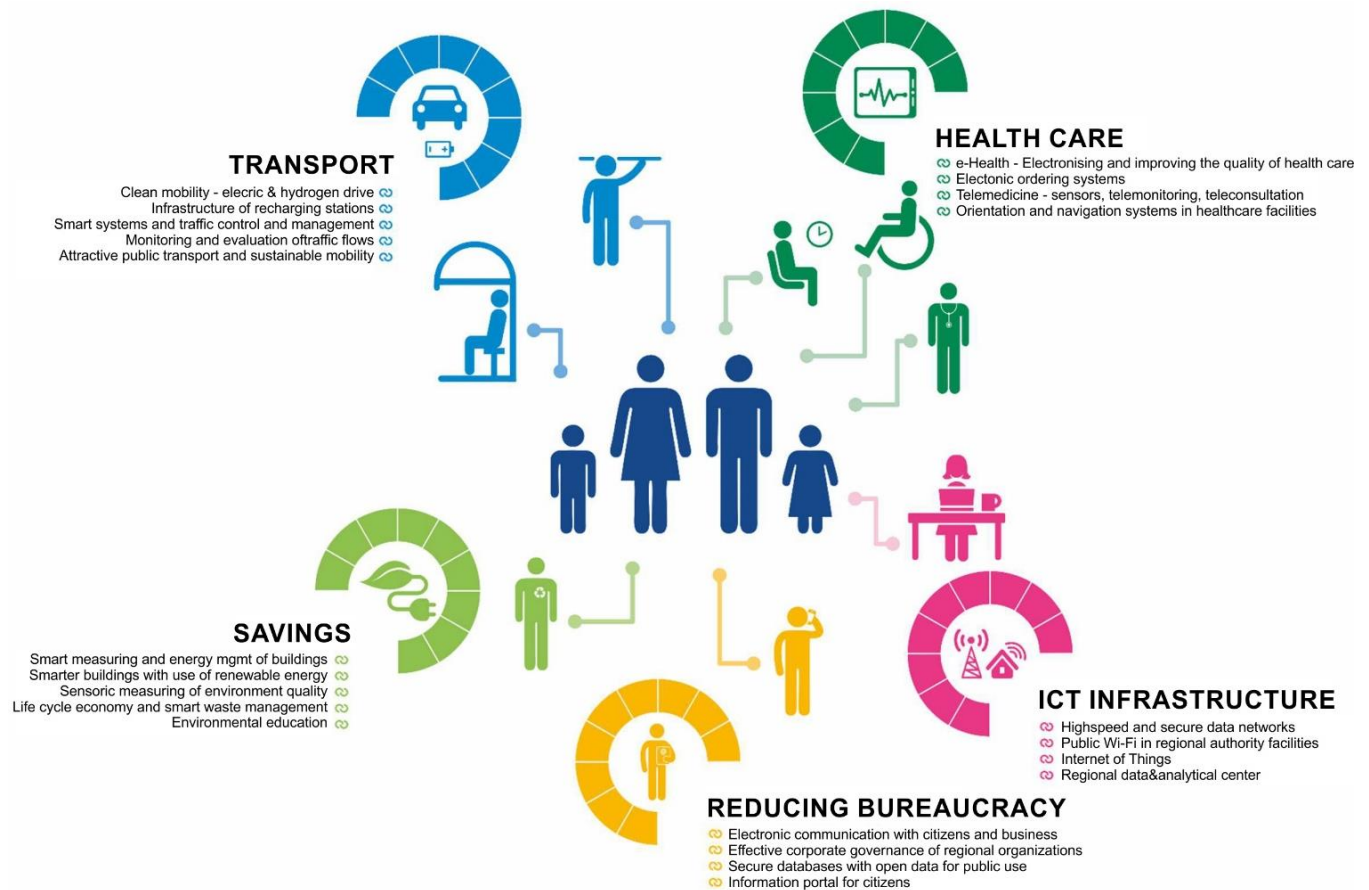 TRANSPORT
Clean mobility - elecric & hydrogen drive
Infrastructure of recharging stations
Smart systems and traffic control and management
Monitoring and evaluation oftraffic flows
Attractive public transport and sustainable mobility
HEALTH CARE
e-Health - Electronising and improving the quality of health care
Electonic ordering systems
Telemedicine - sensors, telemonitoring, teleconsultation
Orientation and navigation systems in healthcare facilities
SAVINGS
Smart measuring and energy mgmt of buildings
Smarter buildings with use of renewable energy
Sensoric measuring of environment quality
Life cycle economy and smart waste management
Environmental education
ICT INFRASTRUCTURE
Highspeed and secure data networks
Public Wi-Fi in regional authority facilities
Internet of Things
Regional data&analytical center
REDUCING BUREAUCRACY
Electronic communication with citizens and business
Effective corporate governance of regional organizations
Secure databases with open data for public use
Information portal for citizens